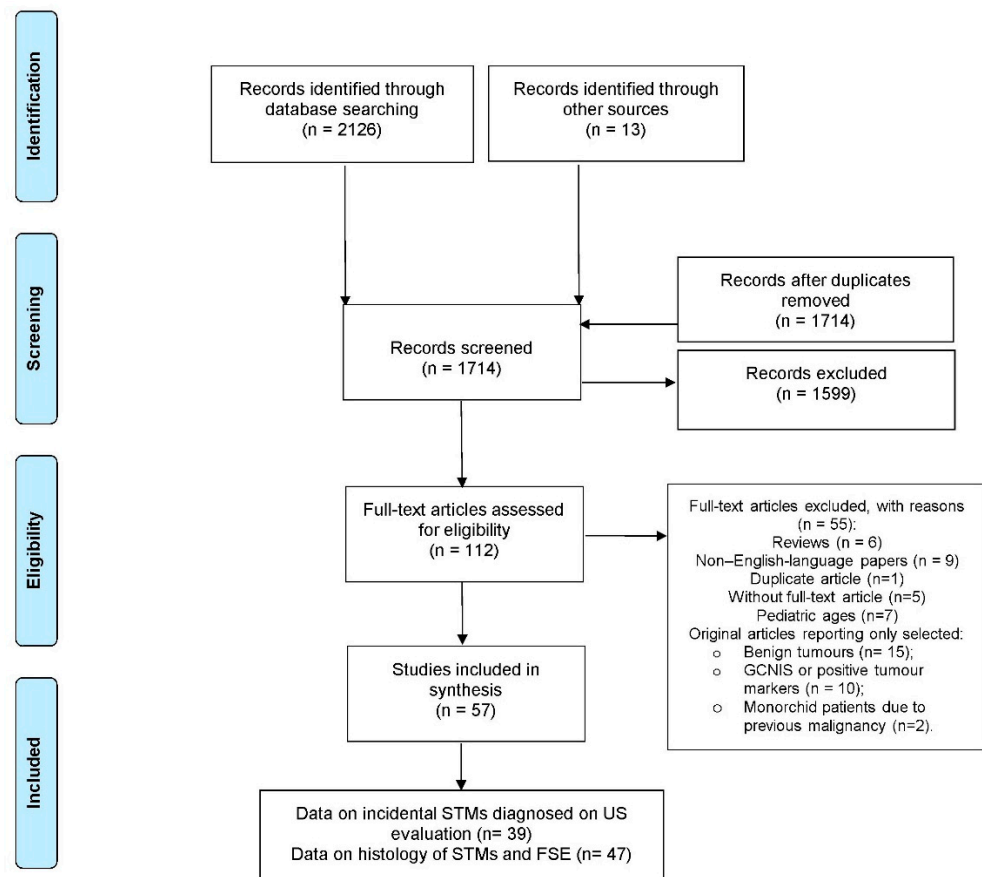 Identification
Records identified through
database searching
(n = 2126)
Records identified through
other sources
(n = 13)
Screening
Records after duplicates
removed
(n = 1714)
Records screened
(n = 1714)
Records excluded
(n = 1599)
Eligibility
Full-text articles assessed
for eligibility
(n = 112)
Full-text articles excluded, with reasons
(n = 55):
Reviews (n = 6)
Non–English-language papers (n = 9)
Duplicate article (n=1)
Without full-text article (n=5)
Pediatric ages (n=7)
Original articles reporting only selected:
o Benign tumours (n= 15);
o GCNIS or positive tumour
markers (n = 10);
o Monorchid patients due to
previous malignancy (n=2).
Included
Studies included in
synthesis
(n = 57)
Data on incidental STMs diagnosed on US
evaluation (n= 39)
Data on histology of STMs and FSE (n= 47)